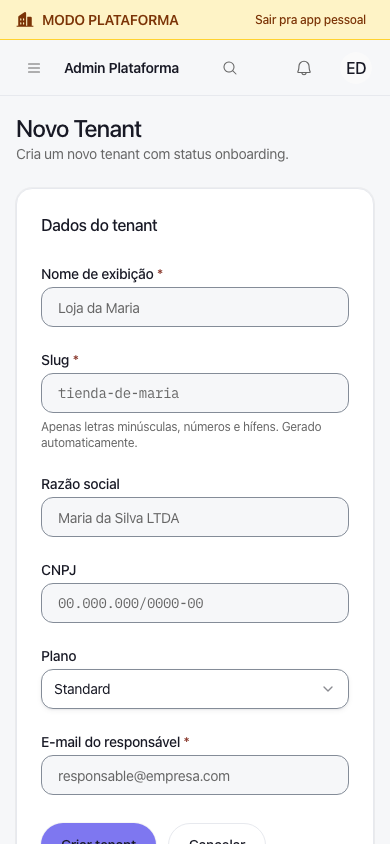 MODO PLATAFORMA
Sair pra app pessoal
Admin Plataforma
ED
Novo Tenant
Cria um novo tenant com status onboarding.
Dados do tenant
Nome de exibição *
Loja da Maria
Slug *
tienda-de-maria
Apenas letras minúsculas, números e hífens. Gerado
automaticamente.
Razão social
Maria da Silva LTDA
CNPJ
00.000.000/0000-00
Plano
Standard
E-mail do responsável *
responsable@empresa.com
Criar tenant
Cancelar